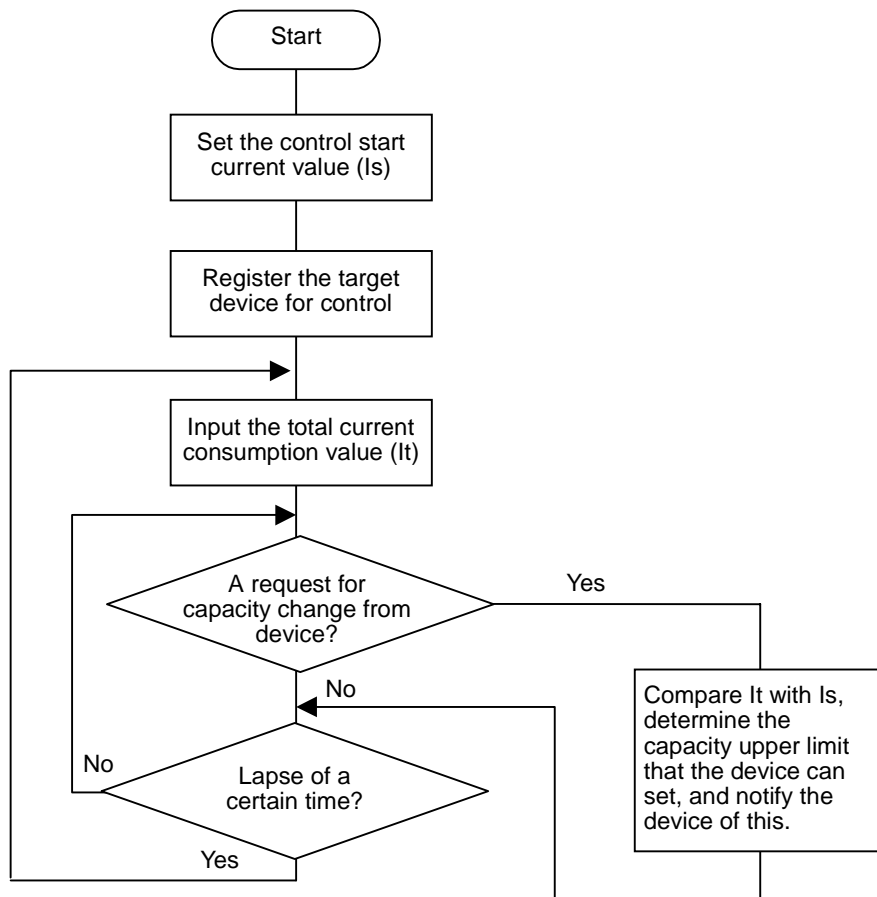 Start
Set the control start
current value (Is)
Register the target
device for control
Input the total current
consumption value (It)
A request for
capacity change from
device?
Yes
No
Compare It with Is,
determine the
capacity upper limit
that the device can
set, and notify the
device of this.
No
Lapse of a
certain time?
Yes